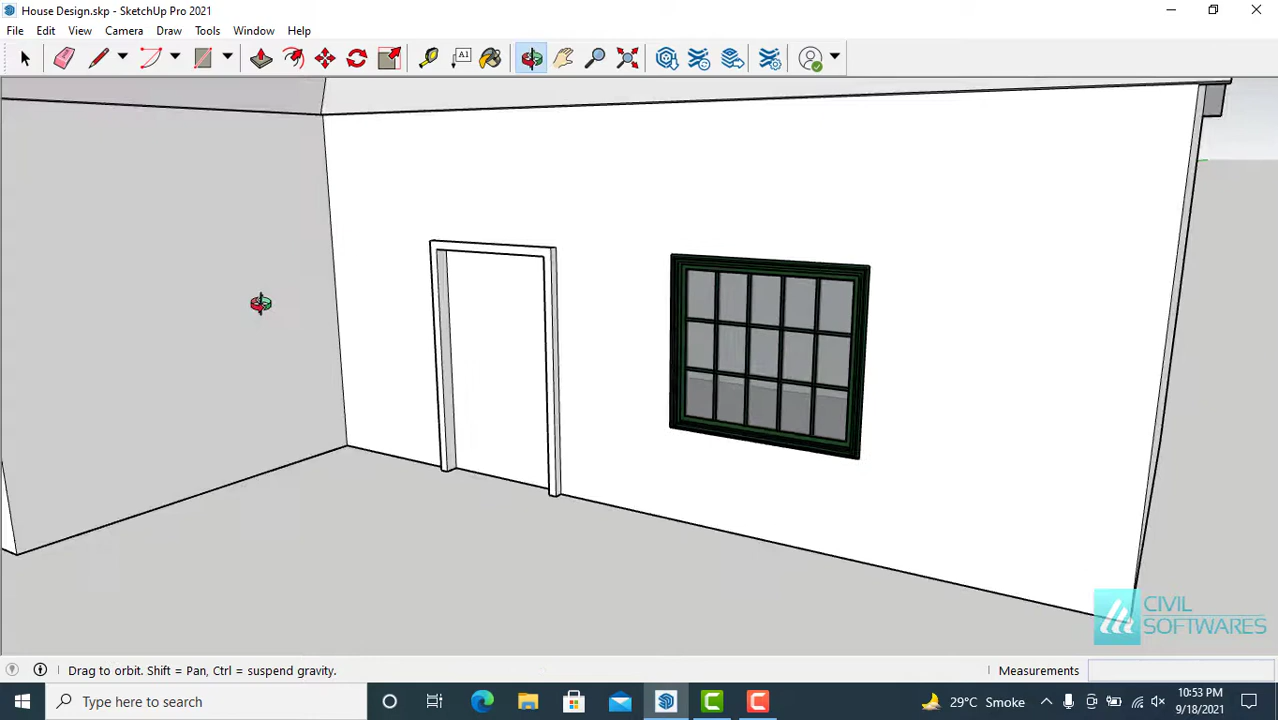 House Design.skp - SketchUp Pro 2021
File Edit View Camera Draw Tools Window Help
A1
CIVIL
SOFTWARES
Drag to orbit. Shift = Pan, Ctrl = suspend gravity.
Measurements
Type here to search
29°C Smoke
10:53 PM
9/18/2021